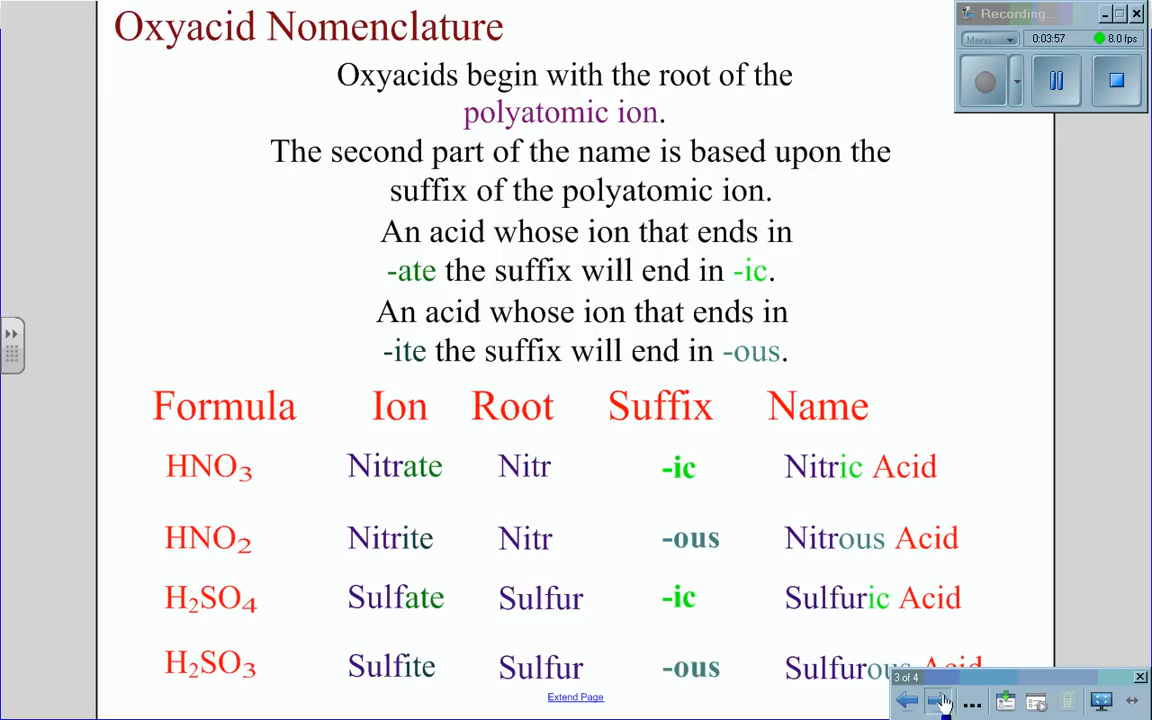 Oxyacid Nomenclature
Recording...
Menu
0:03:57
8.0 fps
Oxyacids begin with the root of the
polyatomic ion.
The second part of the name is based upon the
suffix of the polyatomic ion.
An acid whose ion that ends in
-ate the suffix will end in -ic.
An acid whose ion that ends in
-ite the suffix will end in -ous.
Formula Ion Root Suffix Name
HNO₃ Nitrate Nitr -ic Nitric Acid
HNO₂ Nitrite Nitr -ous Nitrous Acid
H₂SO₄ Sulfate Sulfur -ic Sulfuric Acid
H₂SO₃ Sulfite Sulfur -ous Sulfurous Acid
3 of 4
Extend Page